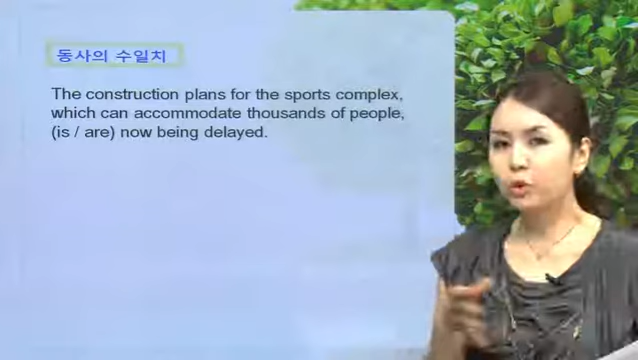 동사의 수일치
The construction plans for the sports complex,
which can accommodate thousands of people,
(is / are) now being delayed.